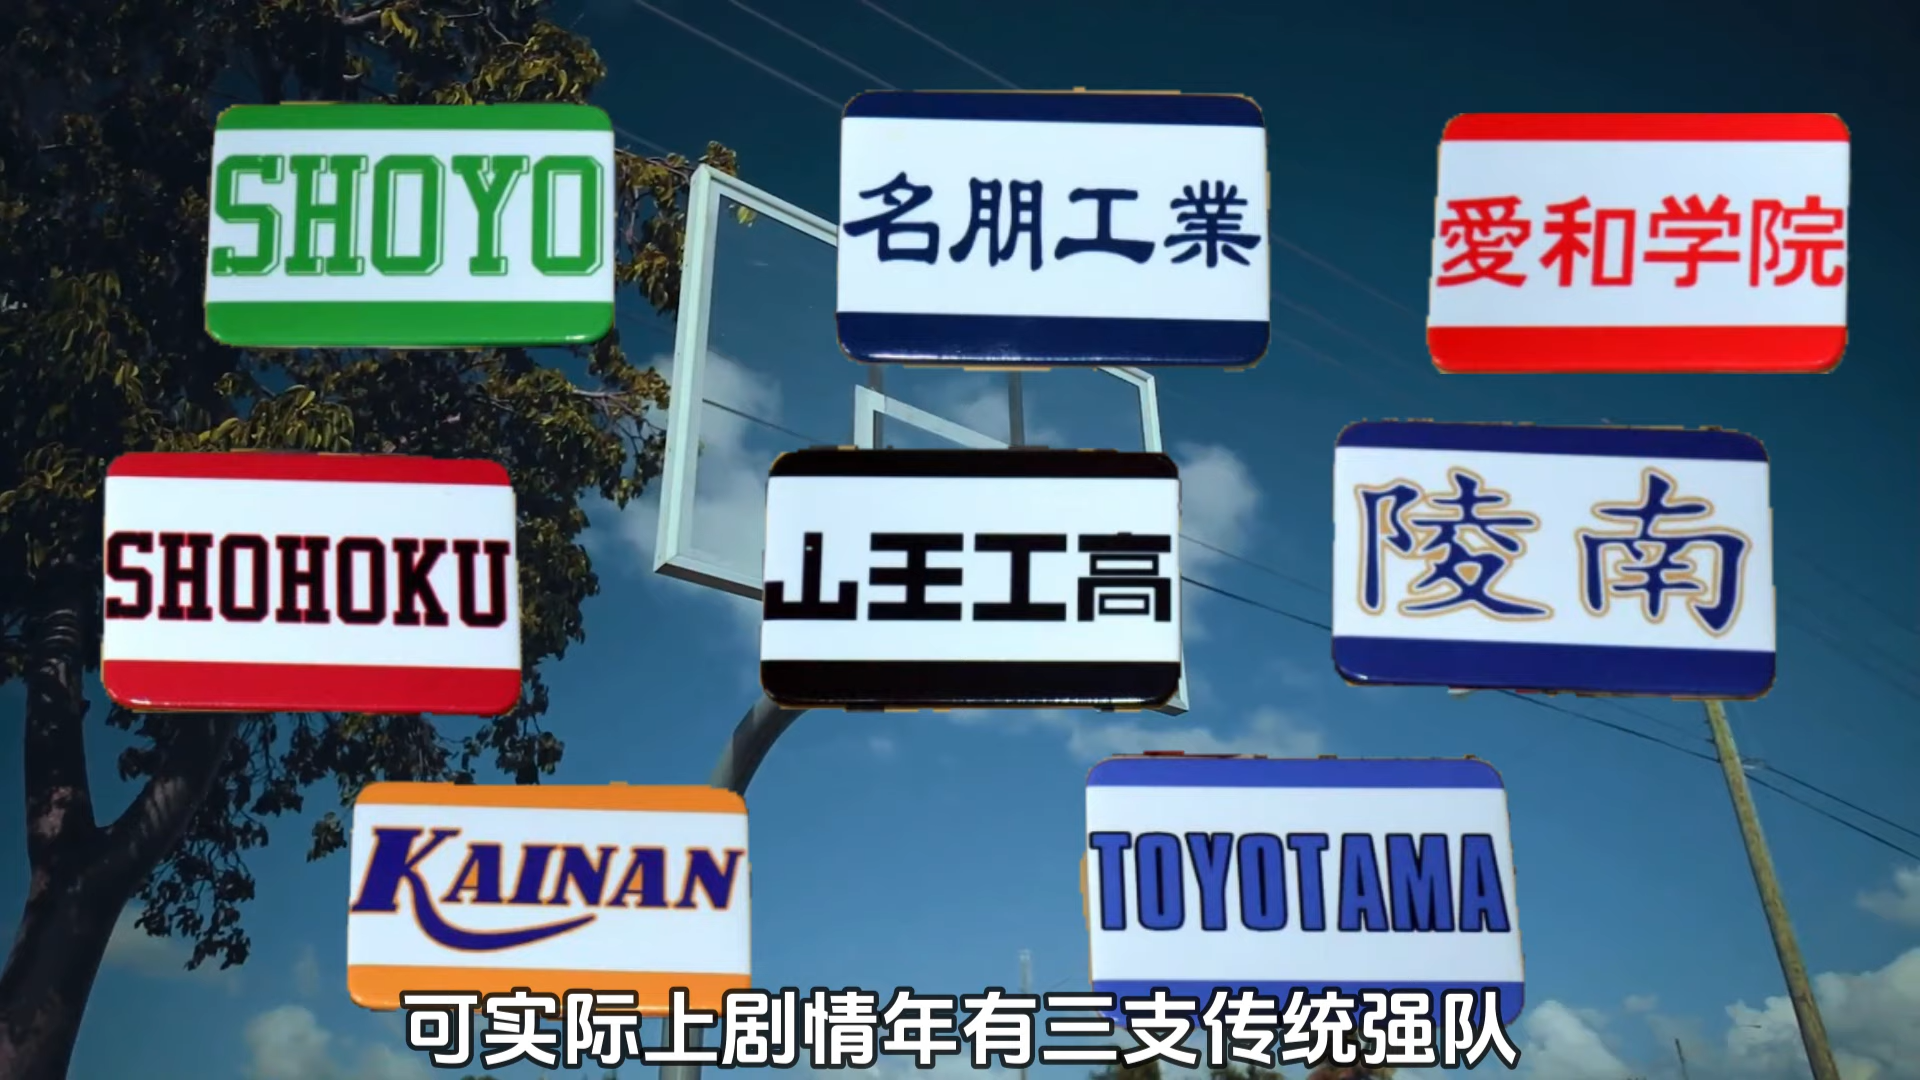 SHOYO
名朋工業
愛和学院
SHOHOKU
山王工高
陵南
KAINAN
TOYOTAMA
可实际上剧情年有三支传统强队